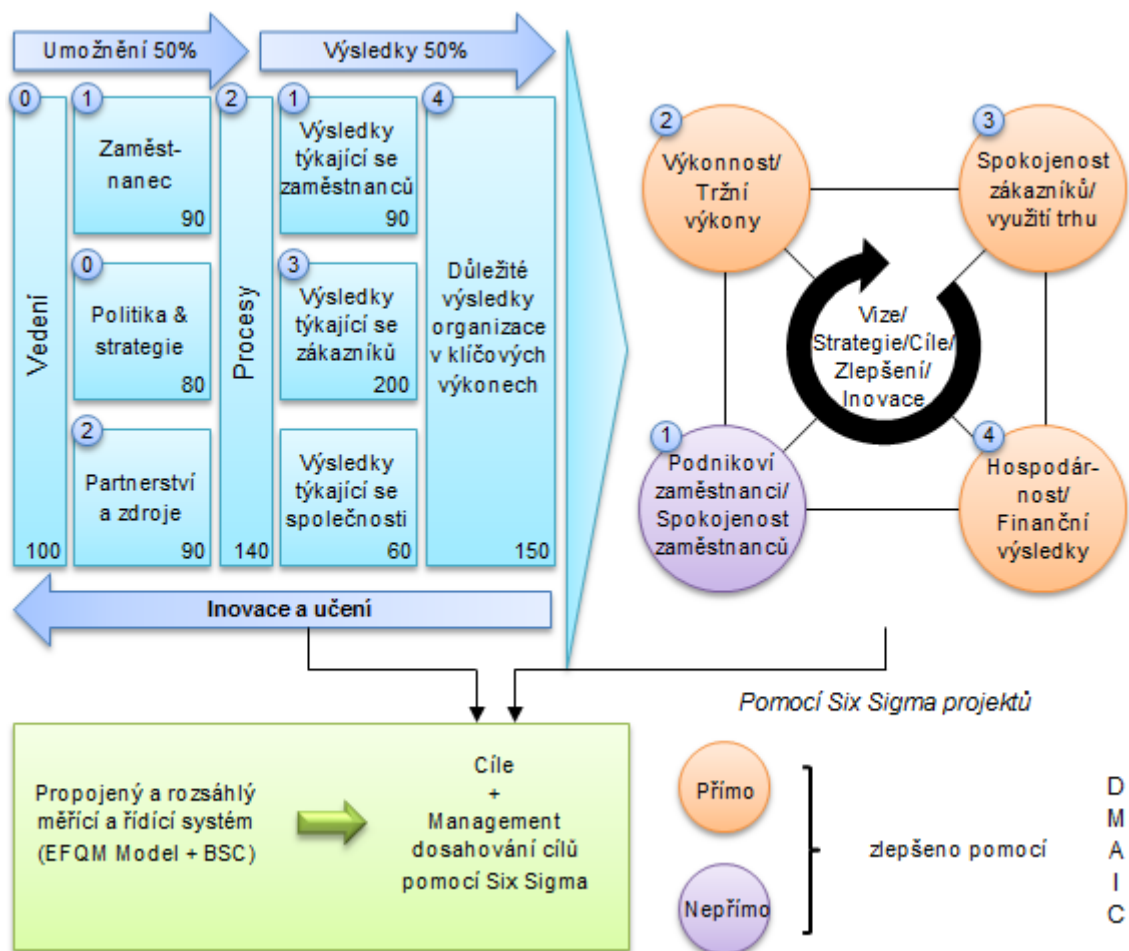 Umožnění 50%
Výsledky 50%
0
Vedení
100
1
Zaměst-
nanec
90
0
Politika &
strategie
80
2
Partnerství
a zdroje
90
2
Procesy
140
1
Výsledky
týkající se
zaměstnanců
90
3
Výsledky
týkající se
zákazníků
200
Výsledky
týkající se
společnosti
60
4
Důležité
výsledky
organizace
v klíčových
výkonech
150
Inovace a učení
2
Výkonnost/
Tržní
výkony
3
Spokojenost
zákazníků/
využití trhu
Vize/
Strategie/Cíle/
Zlepšení/
Inovace
1
Podnikoví
zaměstnanci/
Spokojenost
zaměstnanců
4
Hospodár-
nost/
Finanční
výsledky
Propojený a rozsáhlý
měřící a řídící systém
(EFQM Model + BSC)
Cíle
+
Management
dosahování cílů
pomocí Six Sigma
Pomocí Six Sigma projektů
Přímo
Nepřímo
zlepšeno pomocí
D
M
A
I
C